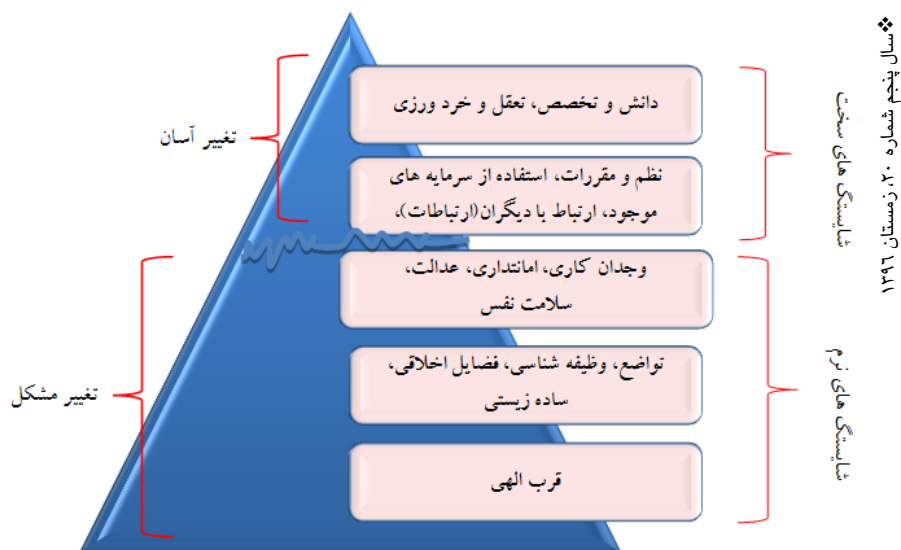 ❖سال پنجم شماره ۲۰، زمستان ۱۳۹۶
دانش و تخصص، تعقل و خرد ورزی
نظم و مقررات، استفاده از سرمایه های
موجود، ارتباط با دیگران(ارتباطات)،
وجدان کاری، امانتداری، عدالت،
سلامت نفس
تواضع، وظیفه شناسی، فضایل اخلاقی،
ساده زیستی
قرب الهی
شایستگی های سخت
شایستگی های نرم
تغییر آسان
تغییر مشکل